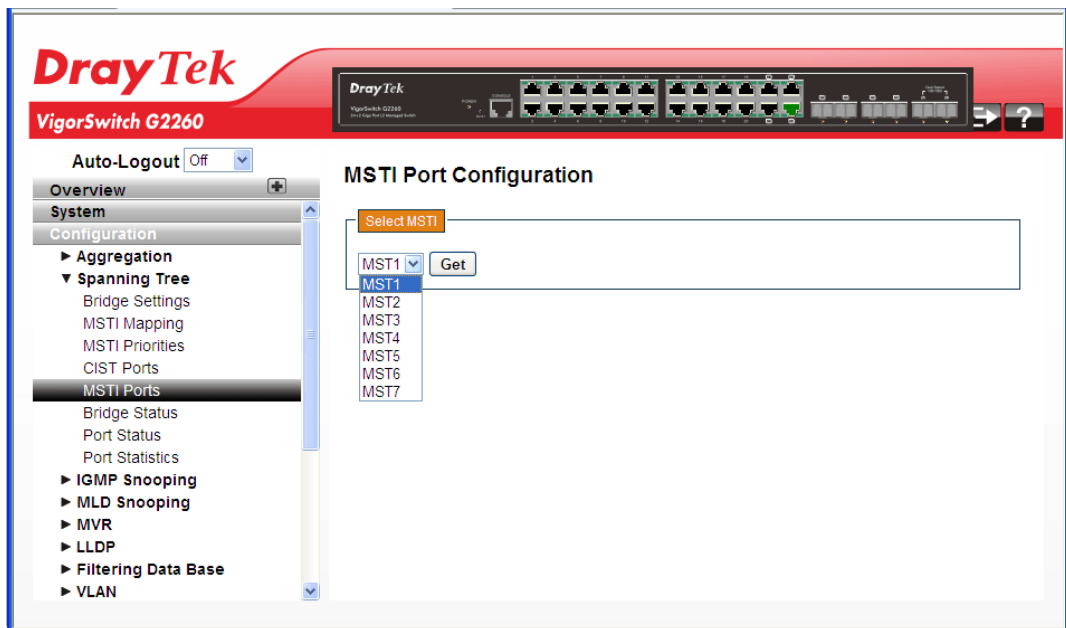 DrayTek
VigorSwitch G2260
DrayTek
VigorSwitch G2260
CONSOLE
POWER
?
Auto-Logout Off
Overview
System
Configuration
► Aggregation
▼ Spanning Tree
Bridge Settings
MSTI Mapping
MSTI Priorities
CIST Ports
MSTI Ports
Bridge Status
Port Status
Port Statistics
► IGMP Snooping
► MLD Snooping
► MVR
► LLDP
► Filtering Data Base
► VLAN
MSTI Port Configuration
Select MSTI
MST1 Get
MST1
MST2
MST3
MST4
MST5
MST6
MST7